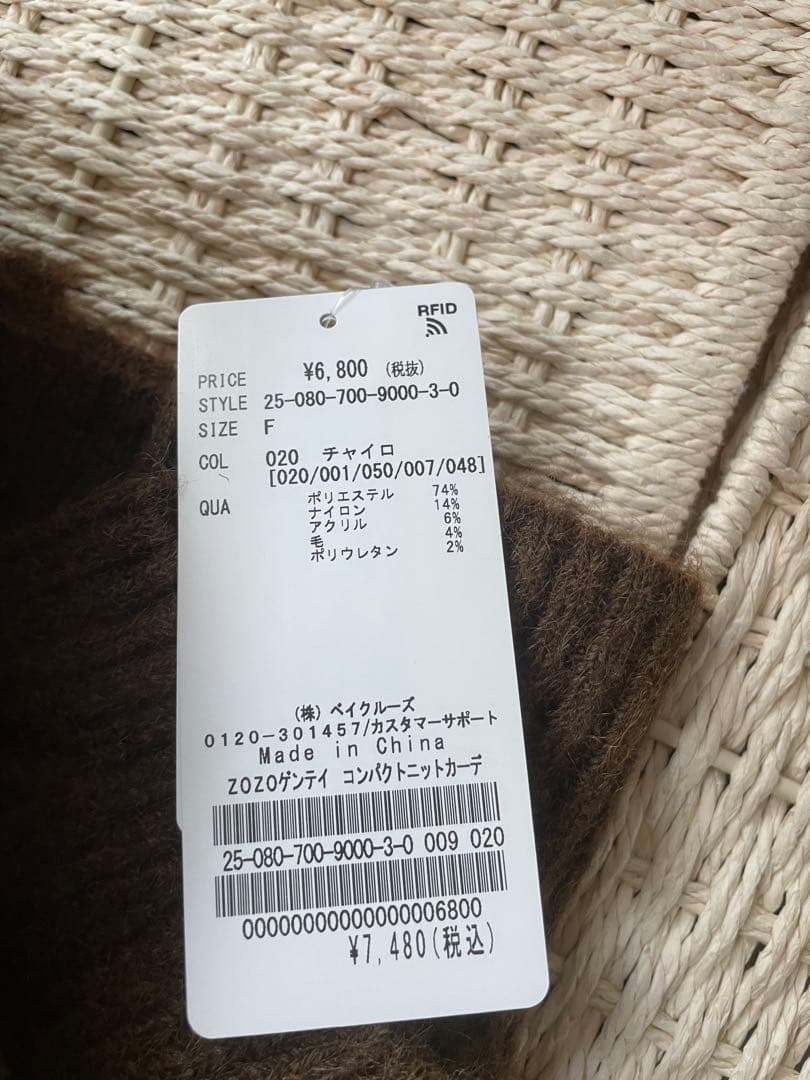 RFID
PRICE ¥6,800 (税抜)
STYLE 25-080-700-9000-3-0
SIZE F
COL 020 チャイロ
[020/001/050/007/048]
QUA ポリエステル 74%
ナイロン 14%
アクリル 6%
毛 4%
ポリウレタン 2%
(株) ベイクルーズ
0120-301457/カスタマーサポート
Made in China
ZOZOゲンテイ コンパクトニットカーデ
25-080-700-9000-3-0 009 020
00000000000000006800
¥7,480(税込)